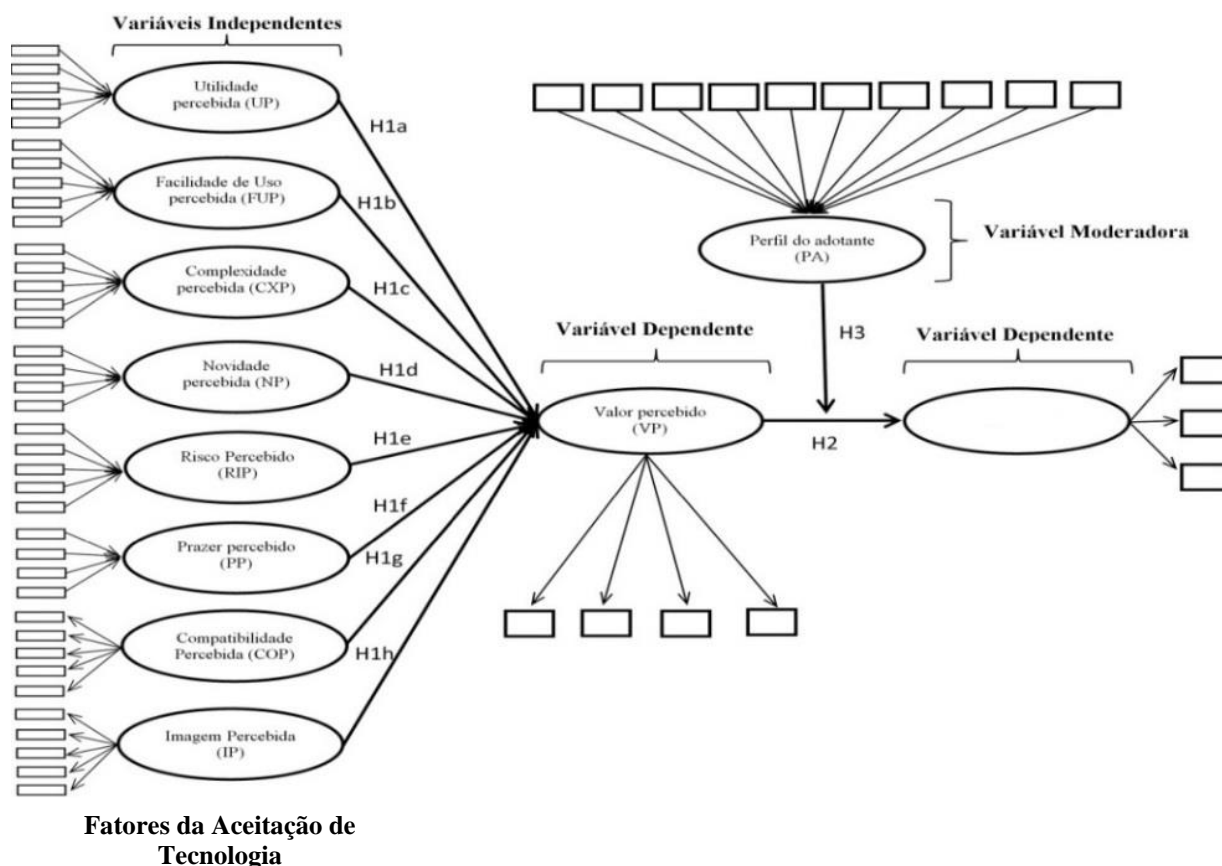 Variáveis Independentes
Utilidade
percebida (UP)
H1a
Facilidade de Uso
percebida (FUP)
H1b
Complexidade
percebida (CXP)
H1c
Novidade
percebida (NP)
H1d
Risco Percebido
(RIP)
H1e
Prazer percebido
(PP)
H1f
H1g
Compatibilidade
Percebida (COP)
H1h
Imagem Percebida
(IP)
Fatores da Aceitação de
Tecnologia
Perfil do adotante
(PA)
Variável Moderadora
H3
Variável Dependente
Valor percebido
(VP)
H2
Variável Dependente